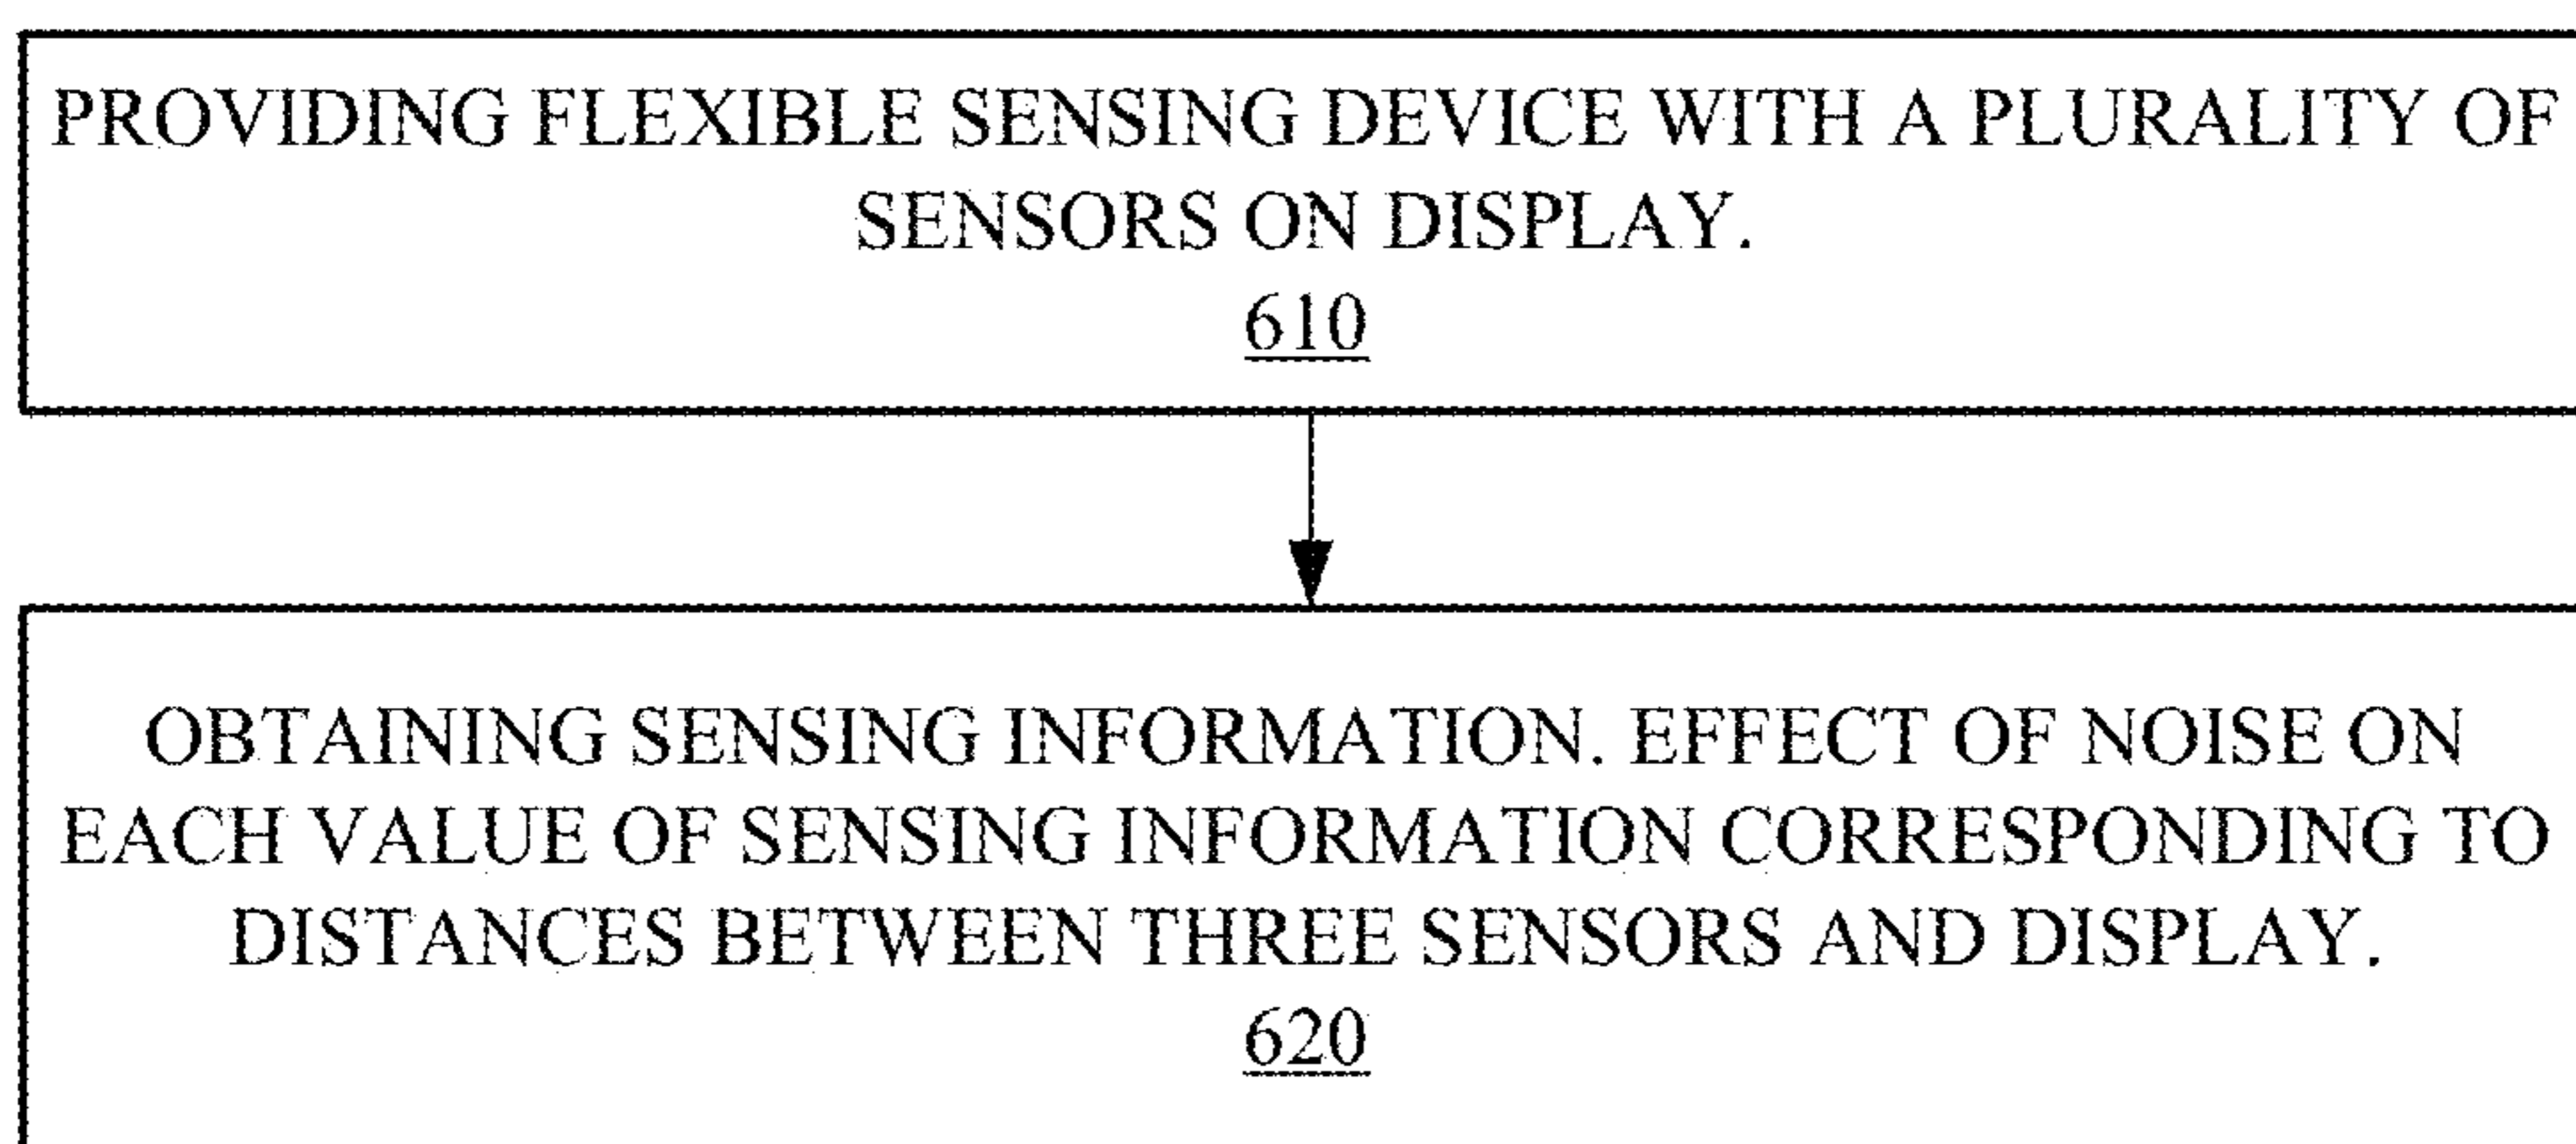 PROVIDING FLEXIBLE SENSING DEVICE WITH A PLURALITY OF
SENSORS ON DISPLAY.
610
OBTAINING SENSING INFORMATION. EFFECT OF NOISE ON
EACH VALUE OF SENSING INFORMATION CORRESPONDING TO
DISTANCES BETWEEN THREE SENSORS AND DISPLAY.
620